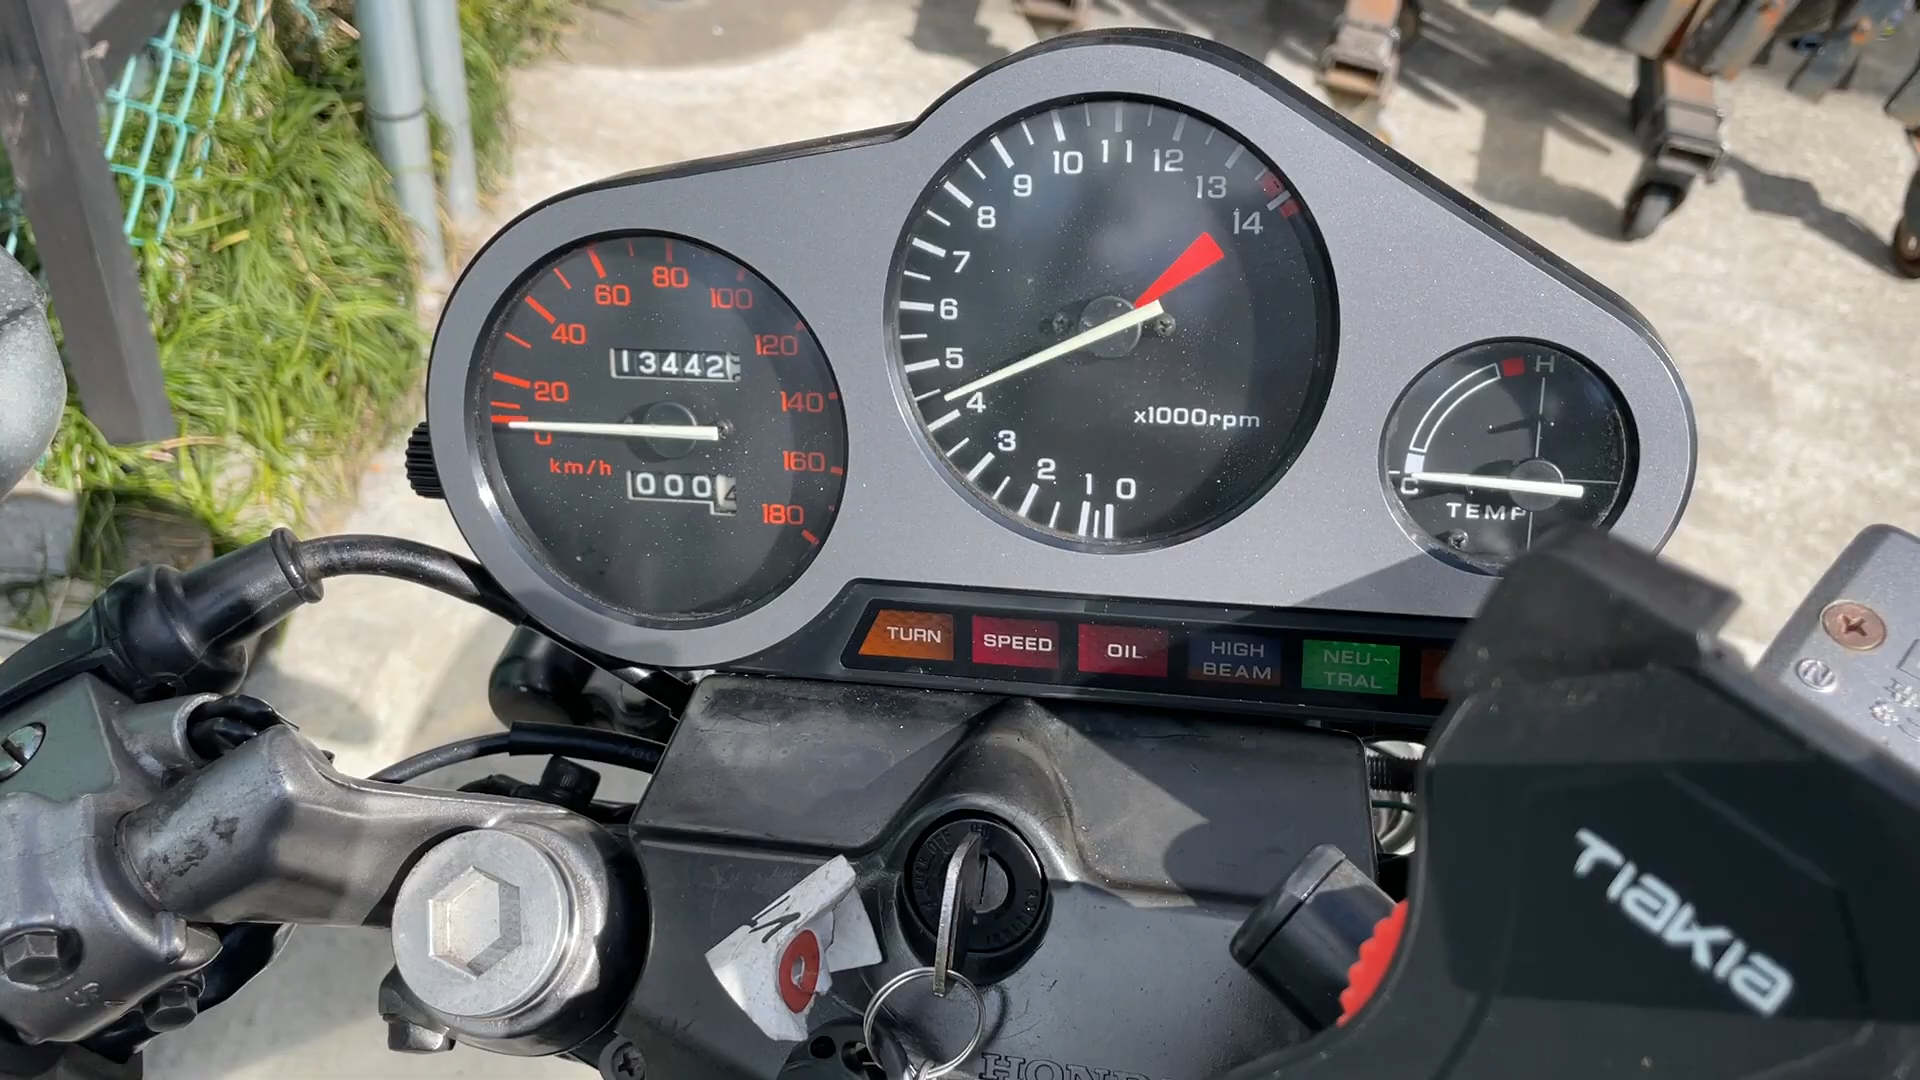 0
1
2
3
4
5
6
7
8
9
10
11
12
13
14
x1000rpm
0
20
40
60
80
100
120
140
160
180
13442
km/h
000
H
C
TEMP
TURN
SPEED
OIL
HIGH
BEAM
NEU-
TRAL
HONDA